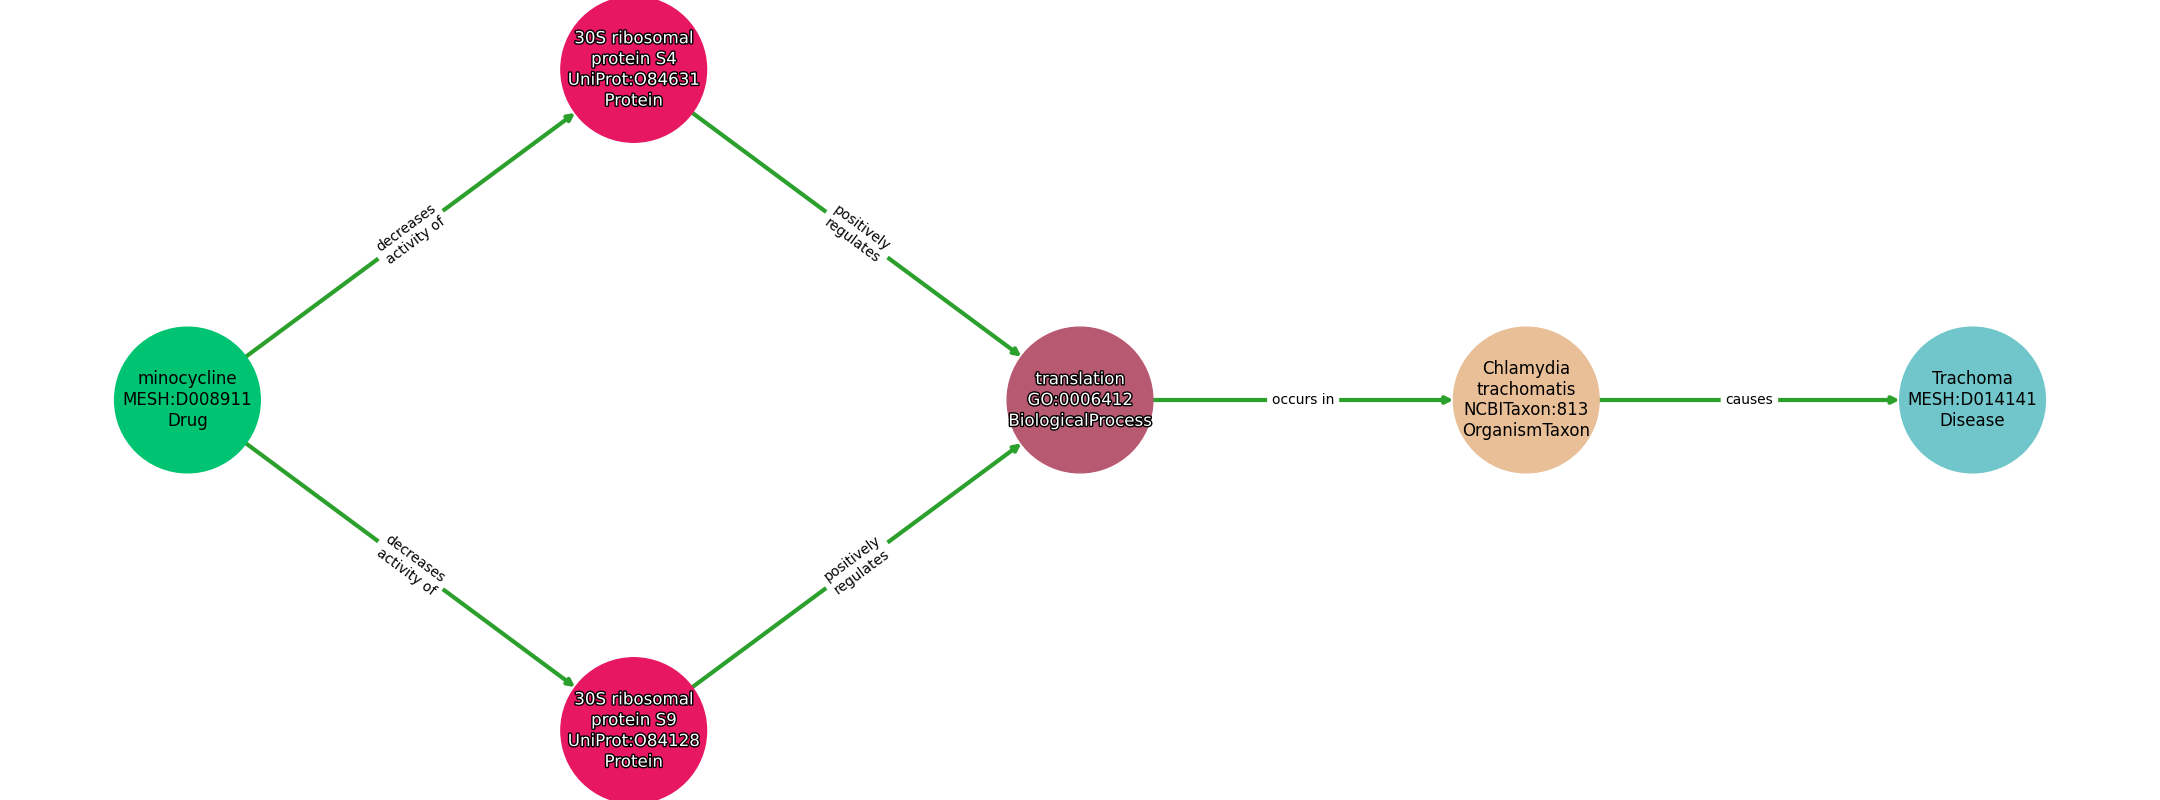 30S ribosomal
protein S4
UniProt:O84631
Protein
decreases
activity of
positively
regulates
minocycline
MESH:D008911
Drug
translation
GO:0006412
BiologicalProcess
occurs in
Chlamydia
trachomatis
NCBITaxon:813
OrganismTaxon
causes
Trachoma
MESH:D014141
Disease
decreases
activity of
positively
regulates
30S ribosomal
protein S9
UniProt:O84128
Protein